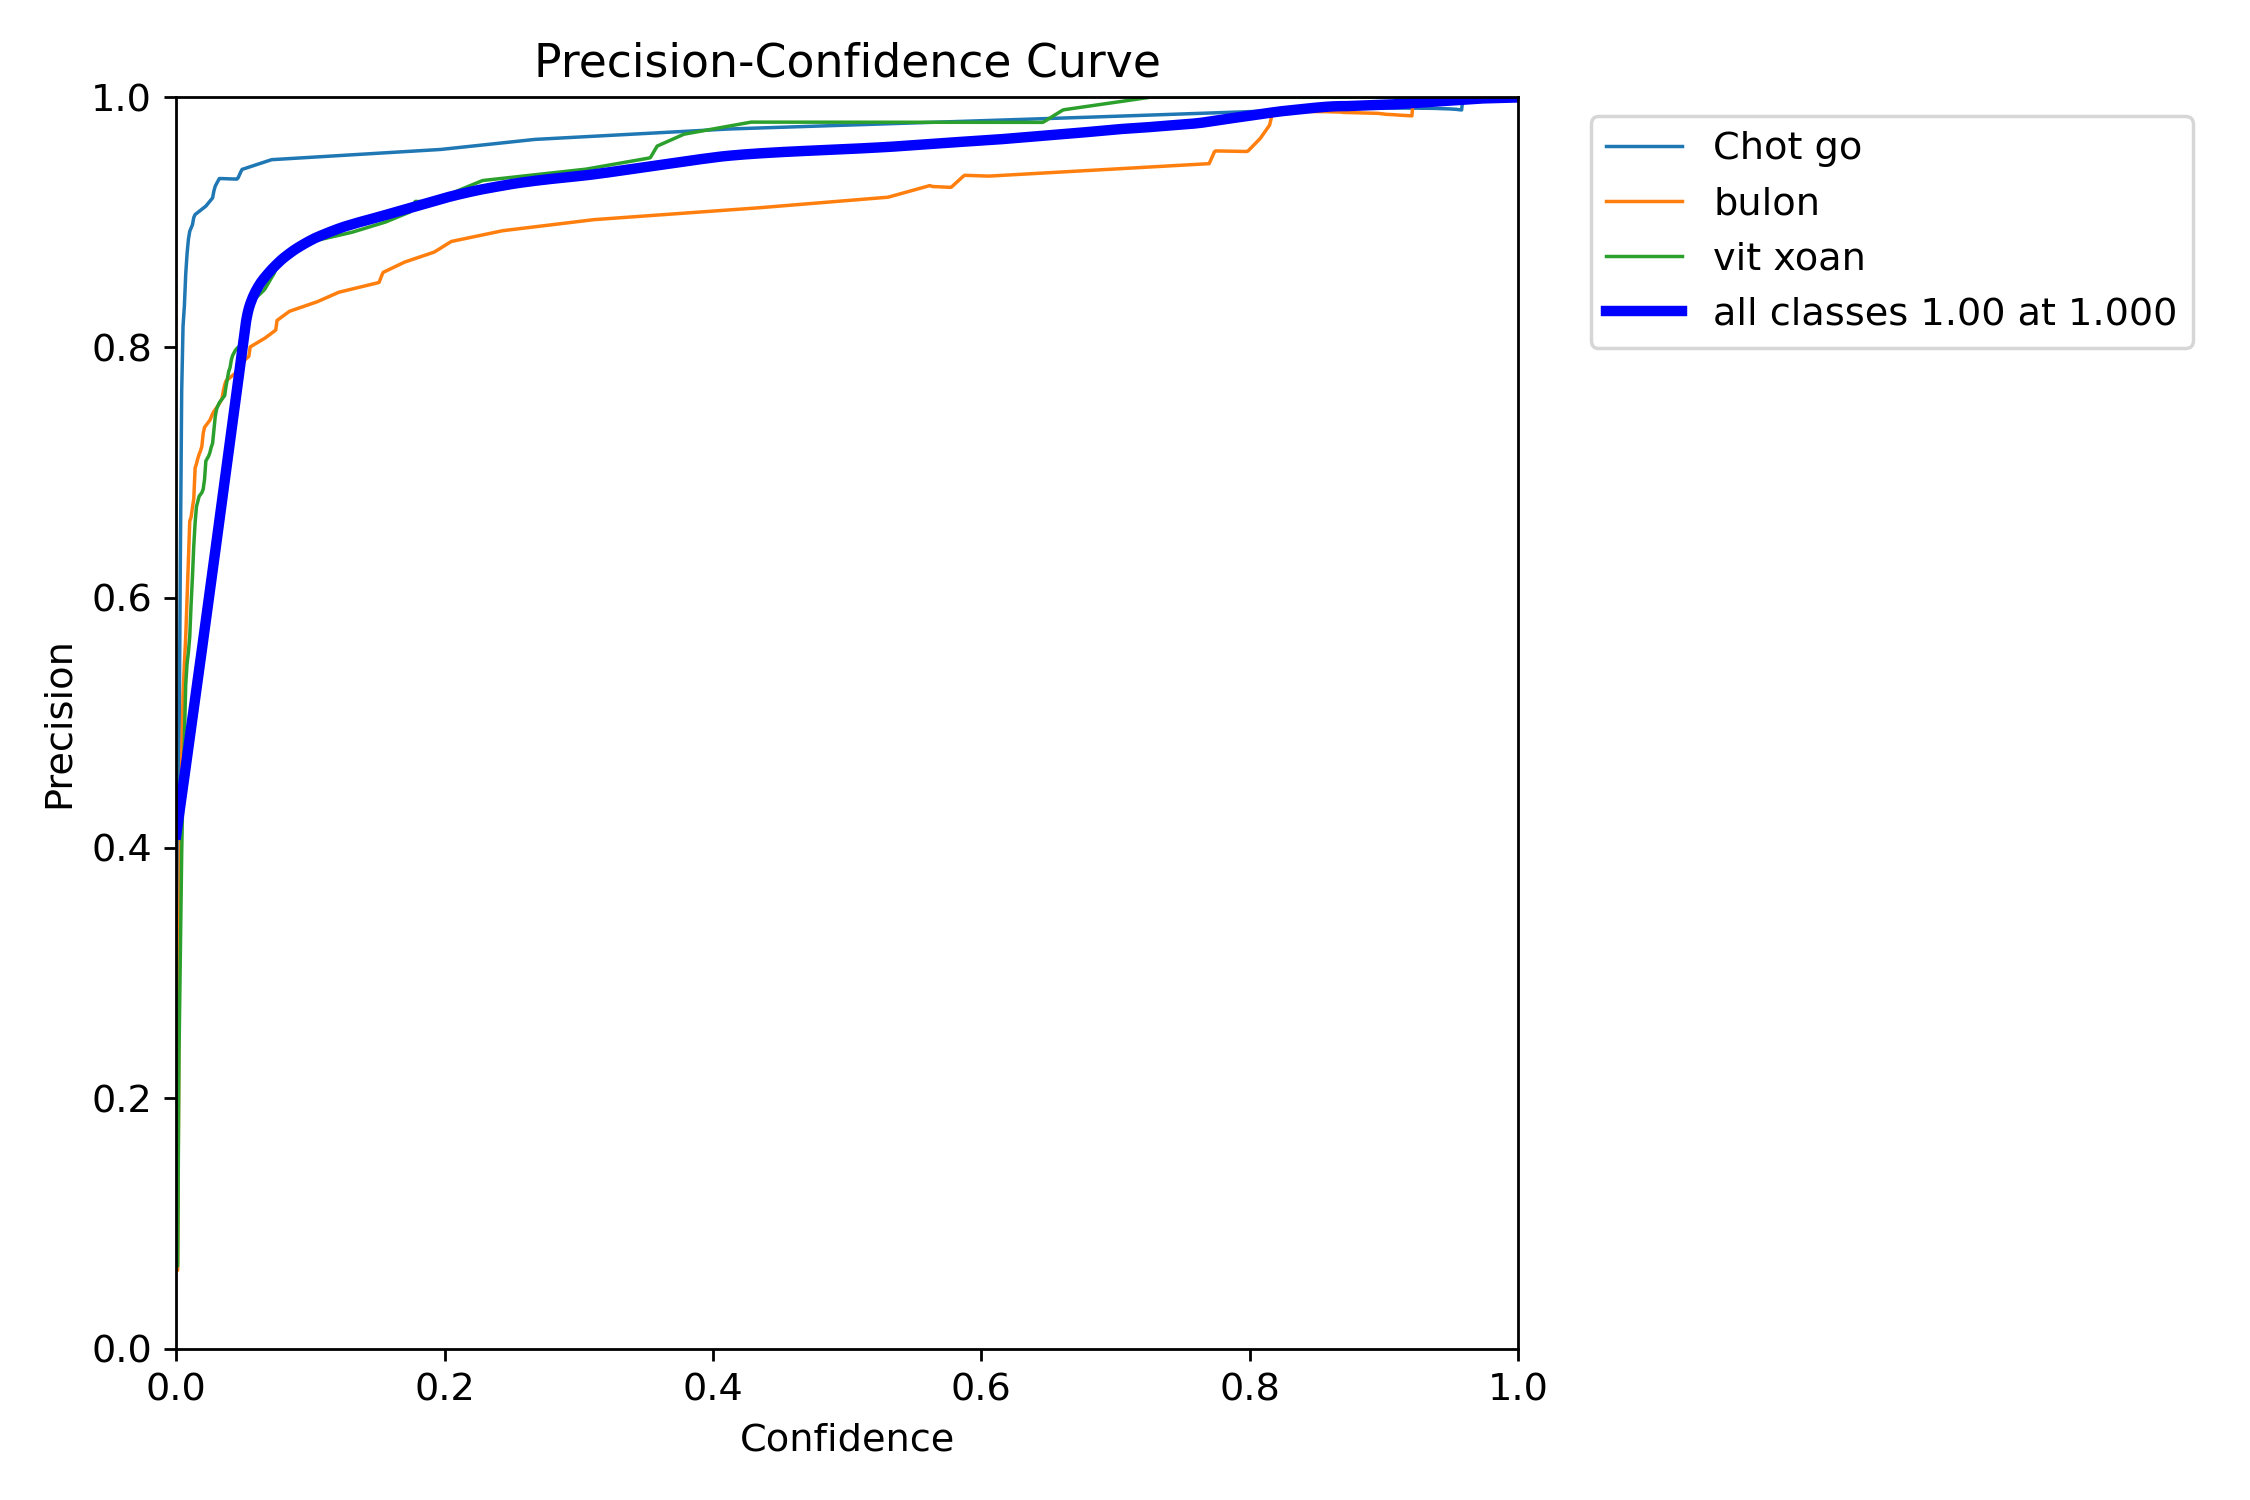 Precision-Confidence Curve
1.0
0.8
0.6
0.4
0.2
0.0
Precision
0.0 0.2 0.4 0.6 0.8 1.0
Confidence
Chot go
bulon
vit xoan
all classes 1.00 at 1.000